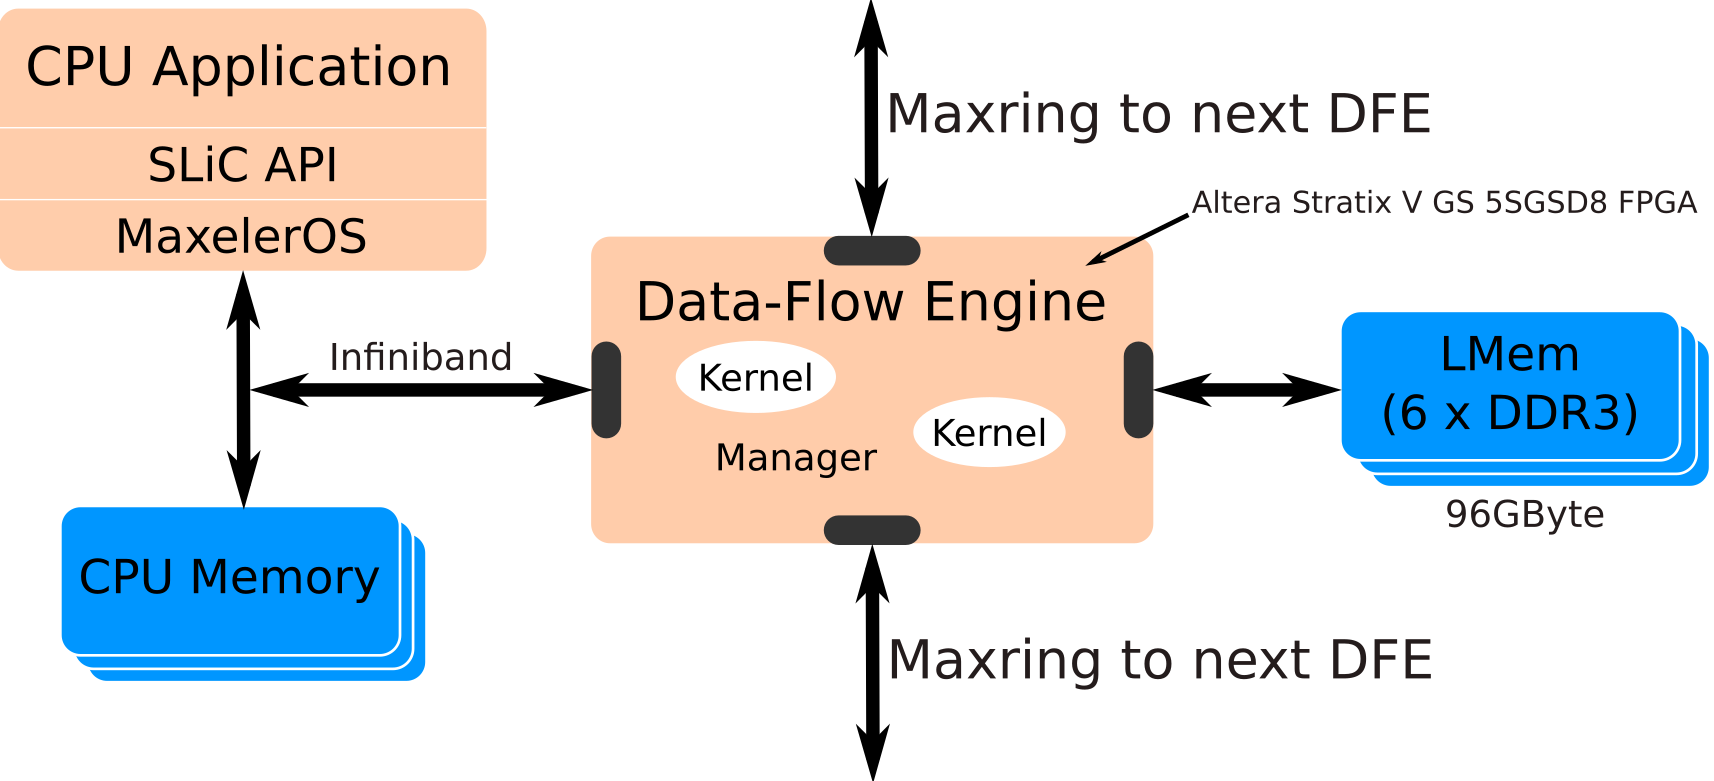 CPU Application
SLiC API
MaxelerOS
Maxring to next DFE
Altera Stratix V GS 5SGSD8 FPGA
Infiniband
Data-Flow Engine
Kernel
Kernel
Manager
LMem
(6 x DDR3)
96GByte
CPU Memory
Maxring to next DFE